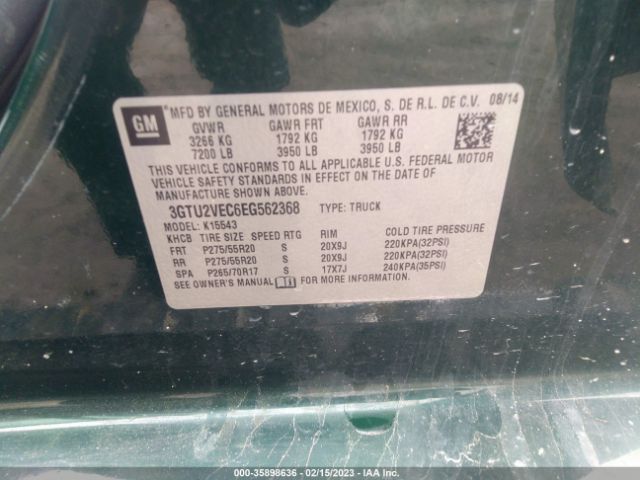 GM
MFD BY GENERAL MOTORS DE MEXICO, S. DE R.L. DE C.V. 08/14
GVWR GAWR FRT GAWR RR
3266 KG 1792 KG 1792 KG
7200 LB 3950 LB 3950 LB
THIS VEHICLE CONFORMS TO ALL APPLICABLE U.S. FEDERAL MOTOR
VEHICLE SAFETY STANDARDS IN EFFECT ON THE DATE OF
MANUFACTURE SHOWN ABOVE.
3GTU2VEC6EG562368 TYPE: TRUCK
MODEL: K15543
KHCB TIRE SIZE SPEED RTG RIM COLD TIRE PRESSURE
FRT P275/55R20 S 20X9J 220KPA(32PSI)
RR P275/55R20 S 20X9J 220KPA(32PSI)
SPA P265/70R17 S 17X7J 240KPA(35PSI)
SEE OWNER'S MANUAL FOR MORE INFORMATION.
000-35898636 - 02/15/2023 - IAA Inc.